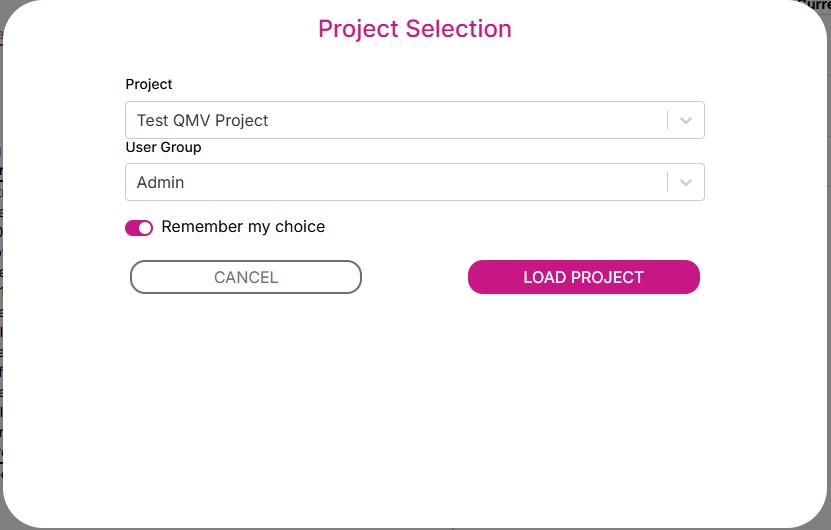 Project Selection
Project
Test QMV Project
User Group
Admin
Remember my choice
CANCEL
LOAD PROJECT